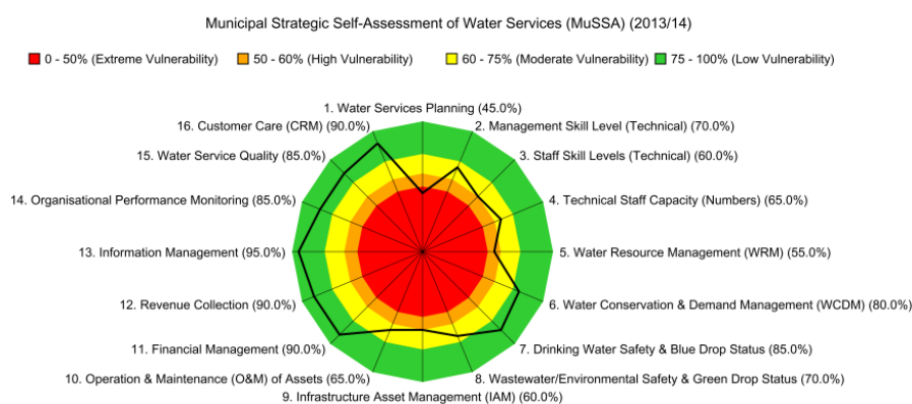 Municipal Strategic Self-Assessment of Water Services (MuSSA) (2013/14)
0 - 50% (Extreme Vulnerability)
50 - 60% (High Vulnerability)
60 - 75% (Moderate Vulnerability)
75 - 100% (Low Vulnerability)
1. Water Services Planning (45.0%)
2. Management Skill Level (Technical) (70.0%)
3. Staff Skill Levels (Technical) (60.0%)
4. Technical Staff Capacity (Numbers) (65.0%)
5. Water Resource Management (WRM) (55.0%)
6. Water Conservation & Demand Management (WCDM) (80.0%)
7. Drinking Water Safety & Blue Drop Status (85.0%)
8. Wastewater/Environmental Safety & Green Drop Status (70.0%)
9. Infrastructure Asset Management (IAM) (60.0%)
10. Operation & Maintenance (O&M) of Assets (65.0%)
11. Financial Management (90.0%)
12. Revenue Collection (90.0%)
13. Information Management (95.0%)
14. Organisational Performance Monitoring (85.0%)
15. Water Service Quality (85.0%)
16. Customer Care (CRM) (90.0%)